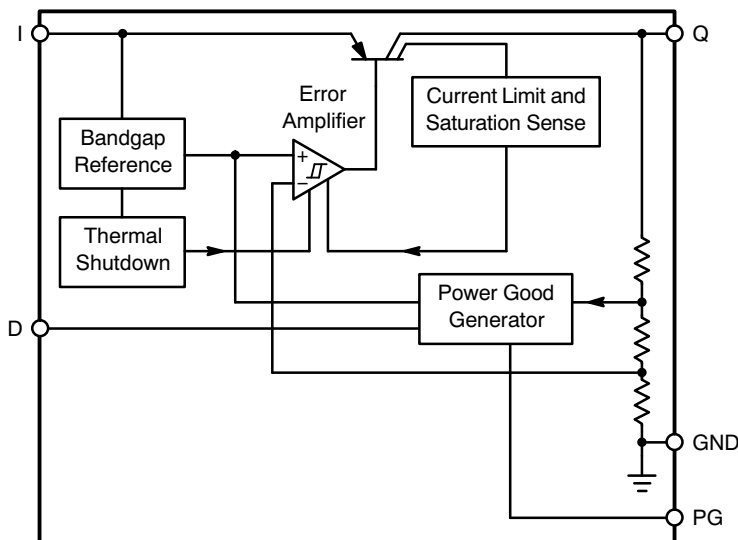 I
Q
Error
Amplifier
Current Limit and
Saturation Sense
Bandgap
Reference
+
−
Thermal
Shutdown
Power Good
Generator
D
GND
PG